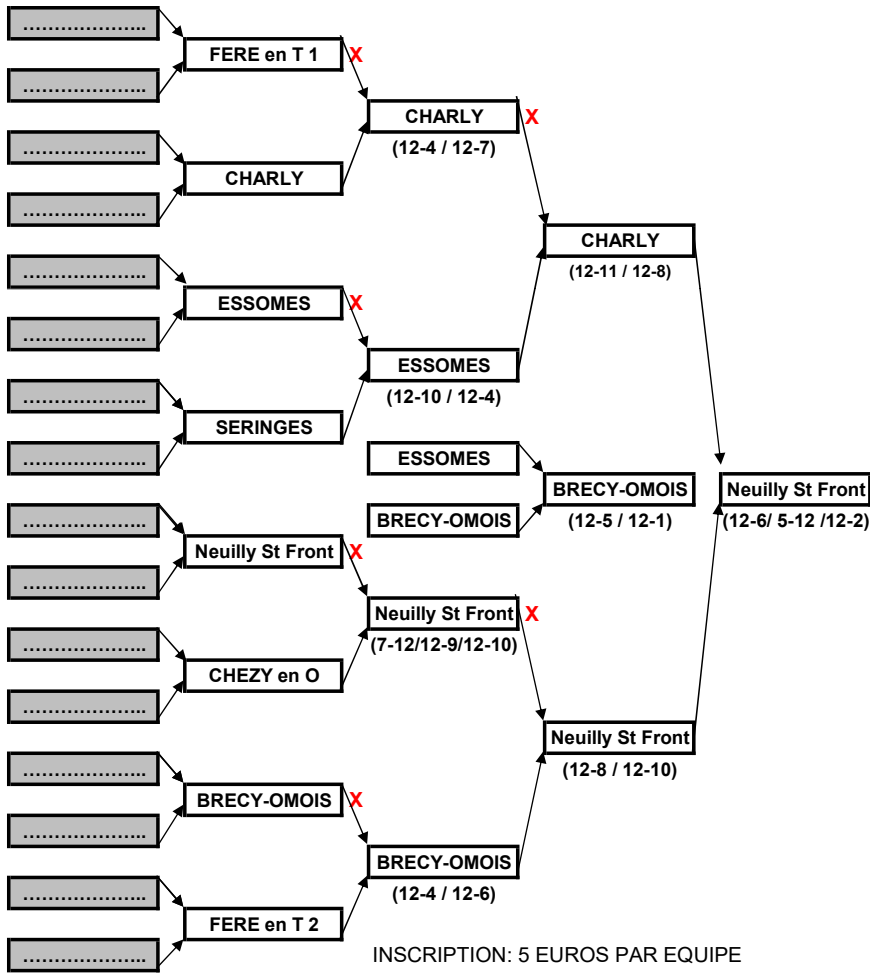 ………………..
FERE en T 1 X
………………..
CHARLY X
(12-4 / 12-7)
………………..
CHARLY
………………..
CHARLY
(12-11 / 12-8)
………………..
ESSOMES X
………………..
ESSOMES
(12-10 / 12-4)
………………..
SERINGES
………………..
ESSOMES
BRECY-OMOIS
(12-5 / 12-1)
BRECY-OMOIS
Neuilly St Front
(12-6/ 5-12 /12-2)
………………..
Neuilly St Front X
………………..
Neuilly St Front X
(7-12/12-9/12-10)
………………..
CHEZY en O
………………..
Neuilly St Front
(12-8 / 12-10)
………………..
BRECY-OMOIS X
………………..
BRECY-OMOIS
(12-4 / 12-6)
………………..
FERE en T 2
………………..
INSCRIPTION: 5 EUROS PAR EQUIPE